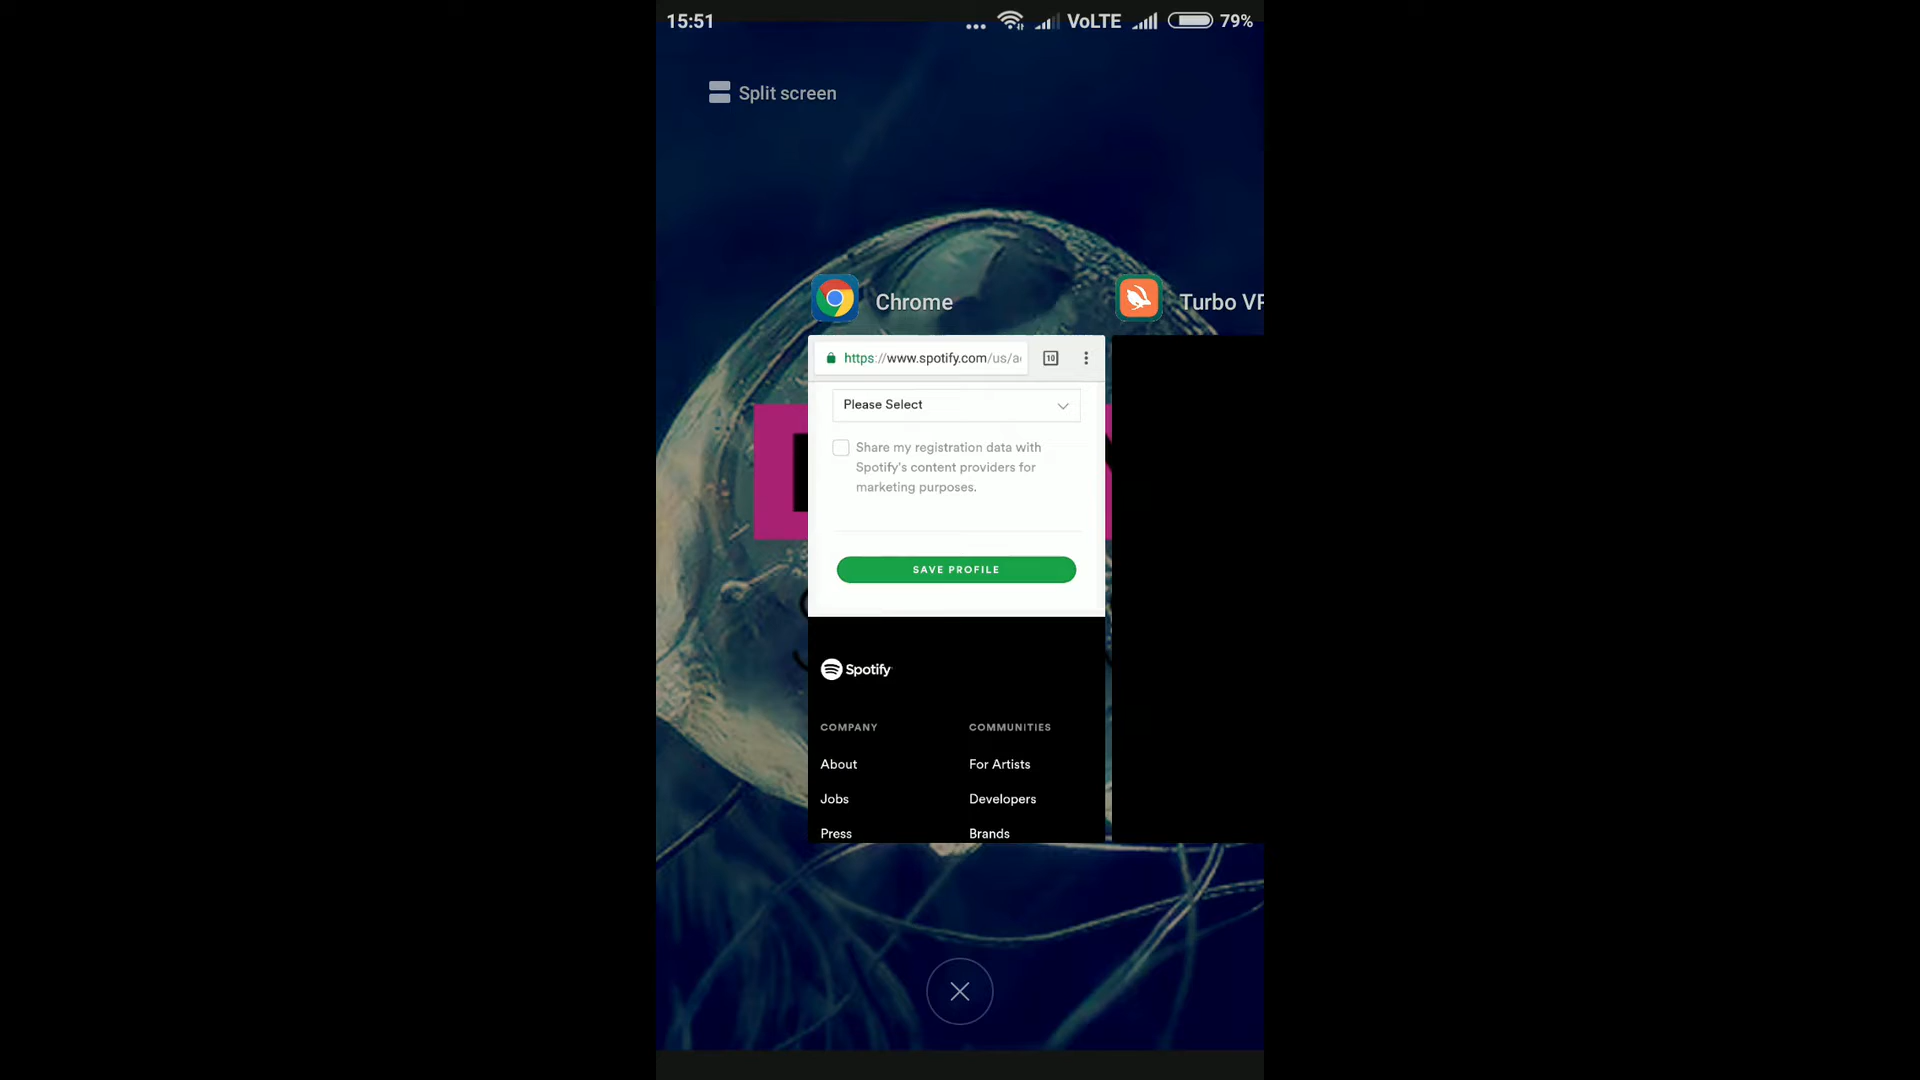 15:51
... VoLTE 79%
Split screen
Chrome
Turbo
https://www.spotify.com/us/a
10
Please Select
Share my registration data with
Spotify's content providers for
marketing purposes.
SAVE PROFILE
Spotify
COMPANY
COMMUNITIES
About
For Artists
Jobs
Developers
Press
Brands